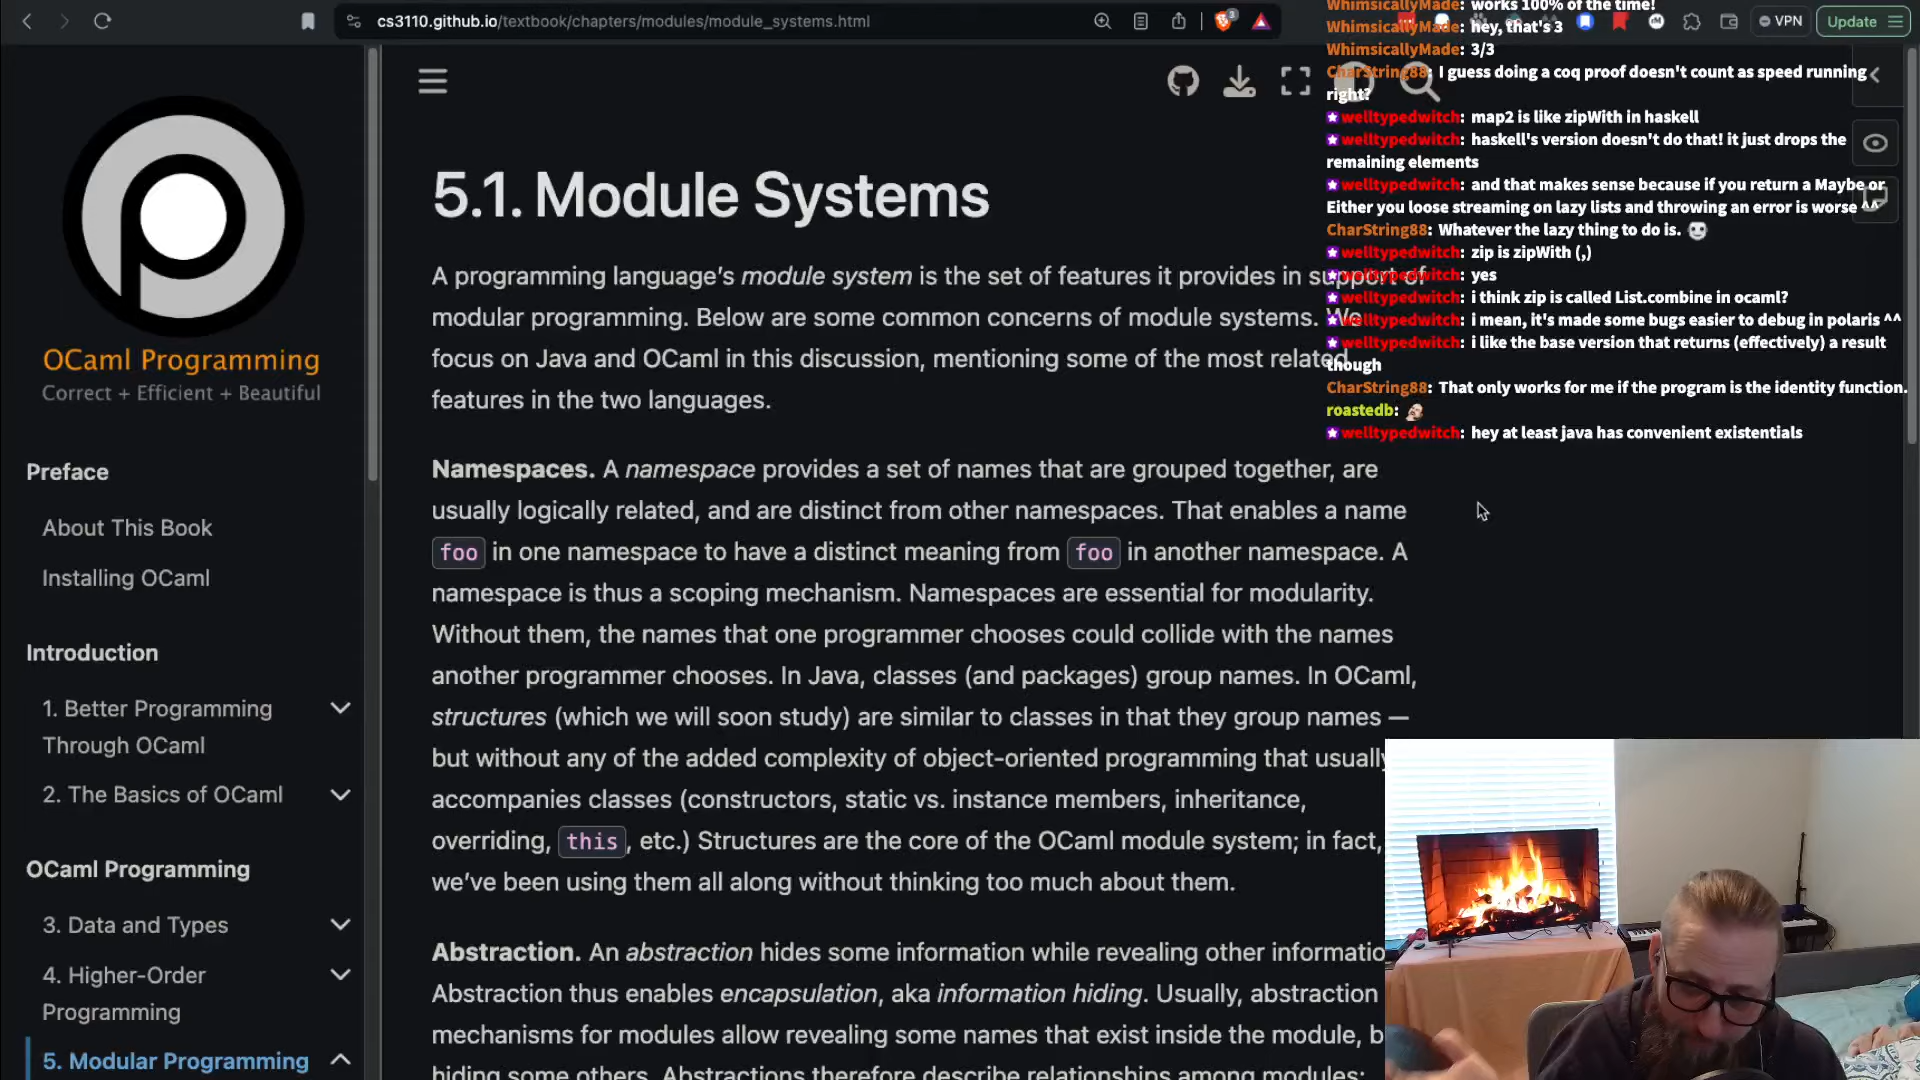 cs3110.github.io/textbook/chapters/modules/module_systems.html
3
VPN
Update
OCaml Programming
Correct + Efficient + Beautiful
Preface
About This Book
Installing OCaml
Introduction
1. Better Programming
Through OCaml
2. The Basics of OCaml
OCaml Programming
3. Data and Types
4. Higher-Order
Programming
5. Modular Programming
5.1. Module Systems
A programming language’s module system is the set of features it provides in support of
modular programming. Below are some common concerns of module systems. We
focus on Java and OCaml in this discussion, mentioning some of the most related
features in the two languages.
Namespaces. A namespace provides a set of names that are grouped together, are
usually logically related, and are distinct from other namespaces. That enables a name
foo in one namespace to have a distinct meaning from foo in another namespace. A
namespace is thus a scoping mechanism. Namespaces are essential for modularity.
Without them, the names that one programmer chooses could collide with the names
another programmer chooses. In Java, classes (and packages) group names. In OCaml,
structures (which we will soon study) are similar to classes in that they group names —
but without any of the added complexity of object-oriented programming that usually
accompanies classes (constructors, static vs. instance members, inheritance,
overriding, this, etc.) Structures are the core of the OCaml module system; in fact,
we’ve been using them all along without thinking too much about them.
Abstraction. An abstraction hides some information while revealing other informatio
Abstraction thus enables encapsulation, aka information hiding. Usually, abstraction
mechanisms for modules allow revealing some names that exist inside the module, b
hiding some others. Abstractions therefore describe relationships among modules:
WhimsicallyMade: works 100% of the time!
WhimsicallyMade: hey, that's 3
WhimsicallyMade: 3/3
CharString88: I guess doing a coq proof doesn't count as speed running
right?
welltypedwitch: map2 is like zipWith in haskell
welltypedwitch: haskell's version doesn't do that! it just drops the
remaining elements
welltypedwitch: and that makes sense because if you return a Maybe or
Either you loose streaming on lazy lists and throwing an error is worse ^^
CharString88: Whatever the lazy thing to do is.
welltypedwitch: zip is zipWith (,)
welltypedwitch: yes
welltypedwitch: i think zip is called List.combine in ocaml?
welltypedwitch: i mean, it's made some bugs easier to debug in polaris ^^
welltypedwitch: i like the base version that returns (effectively) a result
though
CharString88: That only works for me if the program is the identity function.
roastedb:
welltypedwitch: hey at least java has convenient existentials